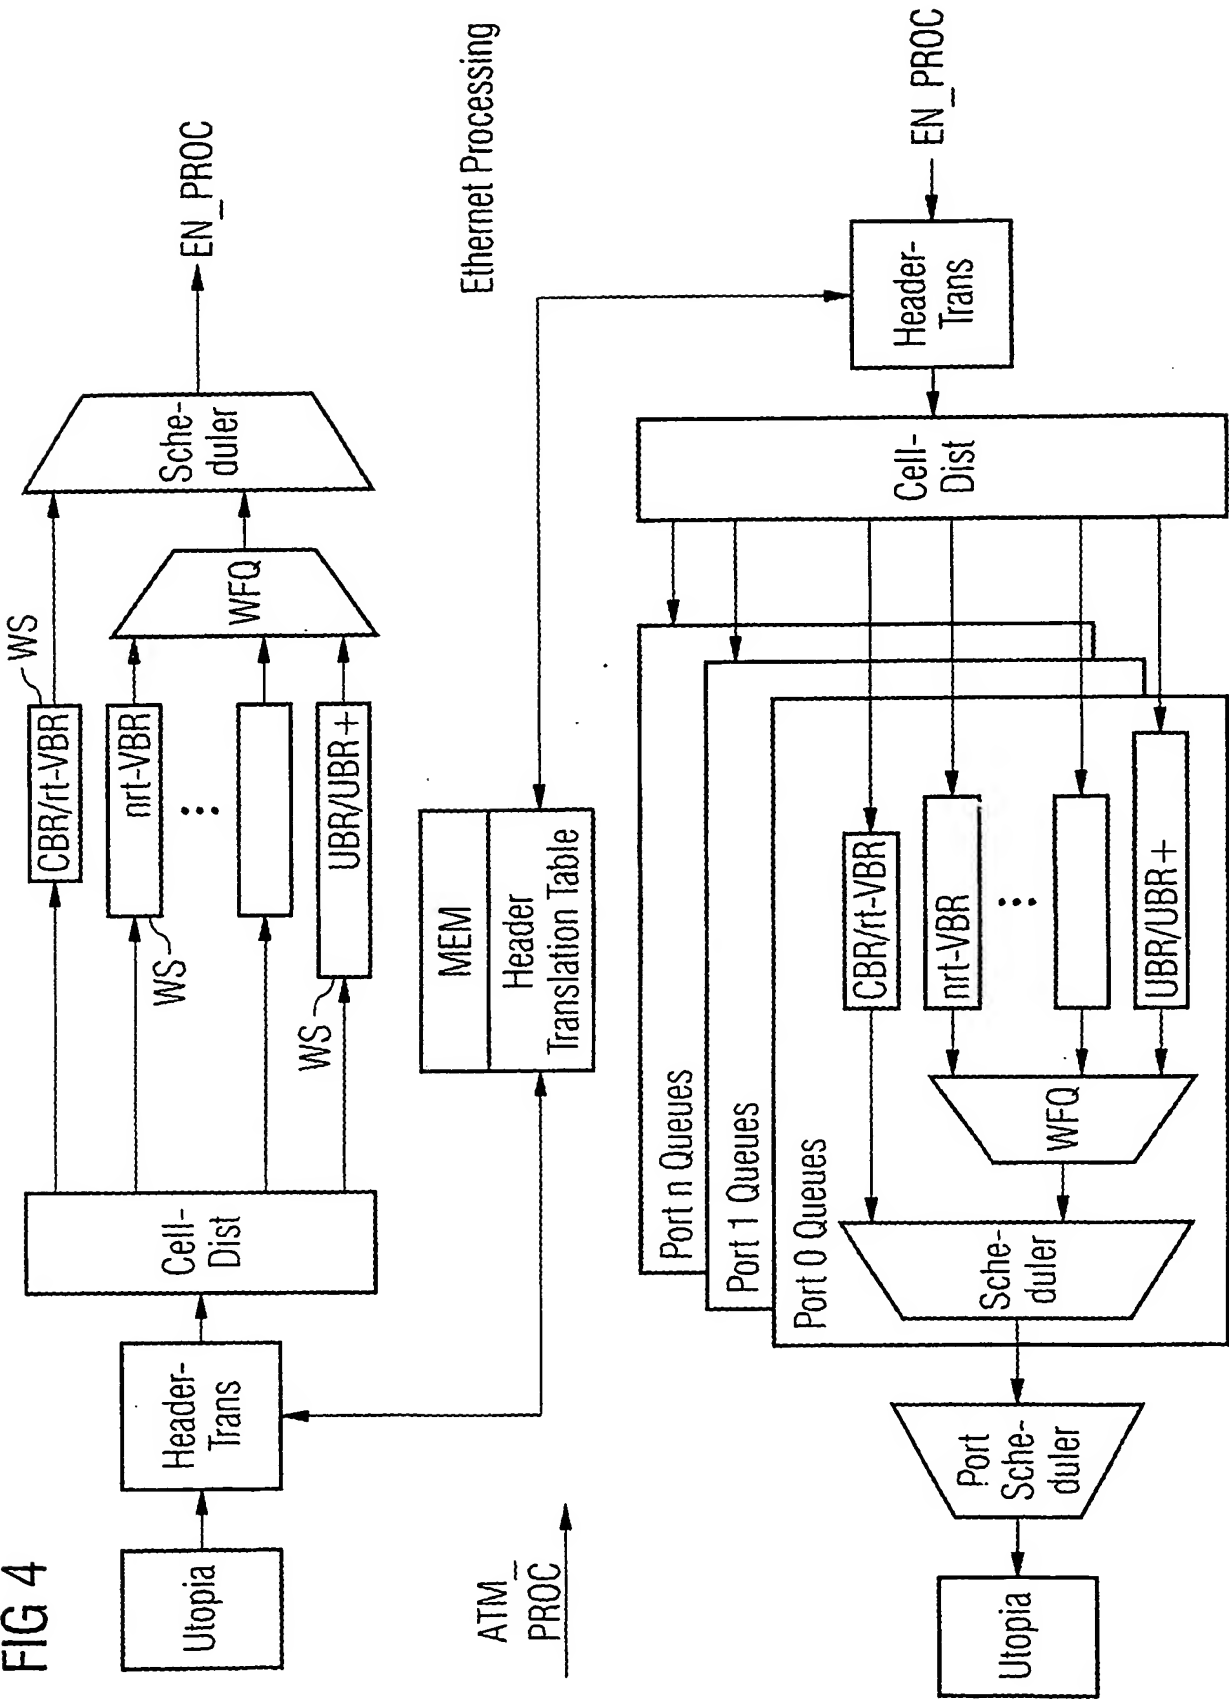 FIG 4
Utopia
Header-
Trans
Cell-
Dist
CBR/rt-VBR
WS
nrt-VBR
WS
...
UBR/UBR+
WS
WFQ
Sche-
duler
EN_PROC
ATM_
PROC
MEM
Header
Translation Table
Ethernet Processing
Utopia
Port
Sche-
duler
Port n Queues
Port 1 Queues
Port 0 Queues
Sche-
duler
WFQ
CBR/rt-VBR
nrt-VBR
...
UBR/UBR+
Cell-
Dist
Header-
Trans
EN_PROC